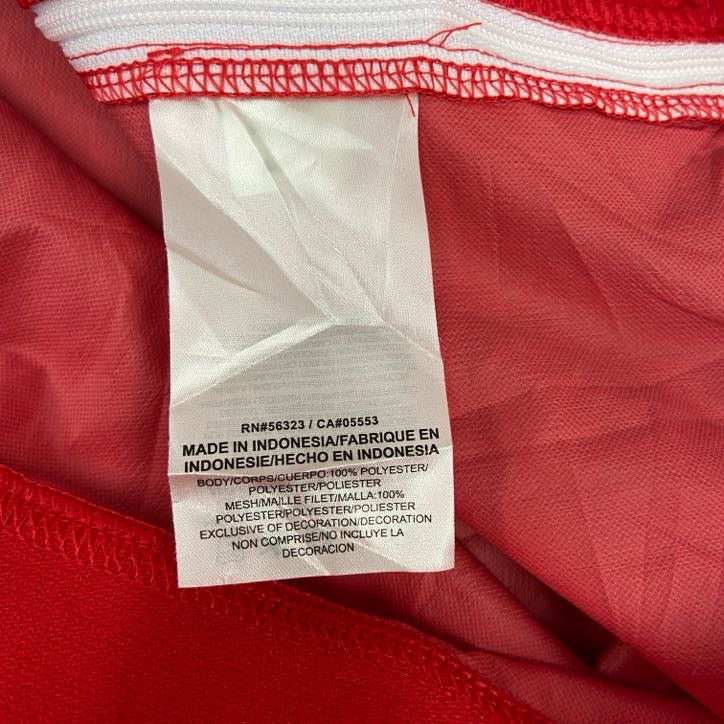 RN#56323 / CA#05553
MADE IN INDONESIA/FABRIQUE EN
INDONESIE/HECHO EN INDONESIA
BODY/CORPS/CUERPO:100% POLYESTER/
POLYESTER/POLIESTER
MESH/MAILLE FILET/MALLA:100%
POLYESTER/POLYESTER/POLIESTER
EXCLUSIVE OF DECORATION/DECORATION
NON COMPRISE/NO INCLUYE LA
DECORACION